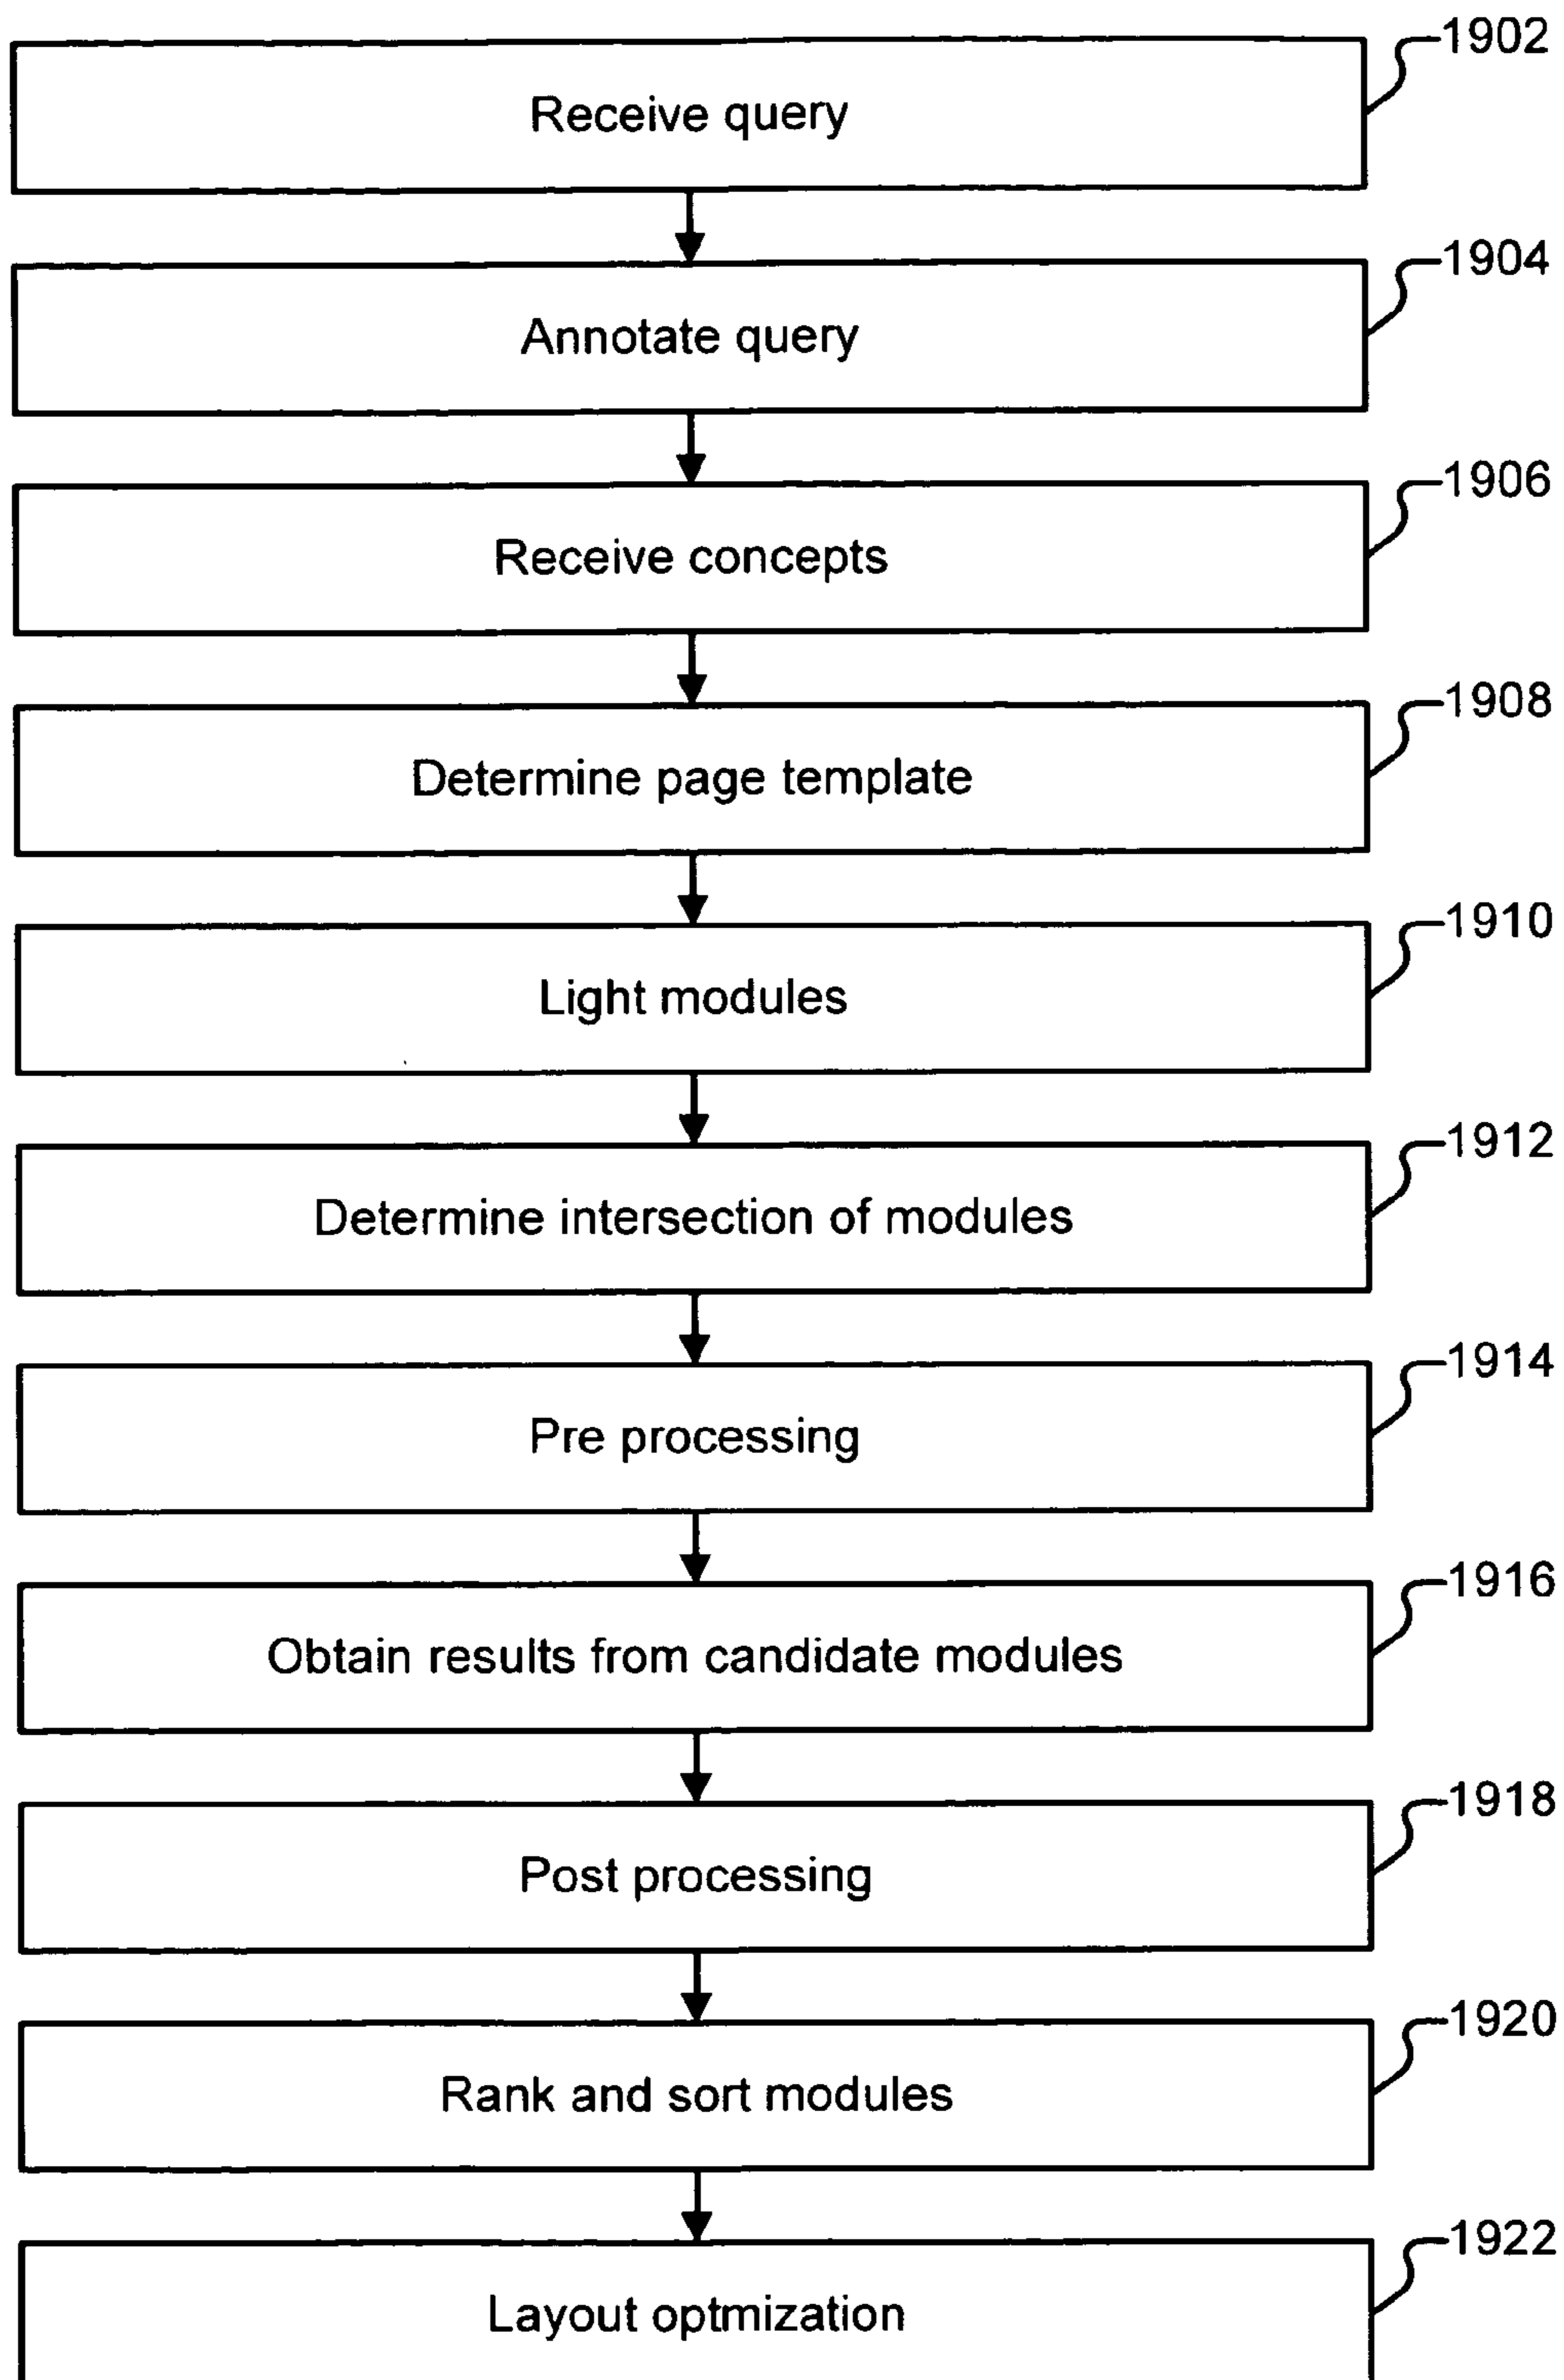 1902
Receive query
1904
Annotate query
1906
Receive concepts
1908
Determine page template
1910
Light modules
1912
Determine intersection of modules
1914
Pre processing
1916
Obtain results from candidate modules
1918
Post processing
1920
Rank and sort modules
1922
Layout optmization